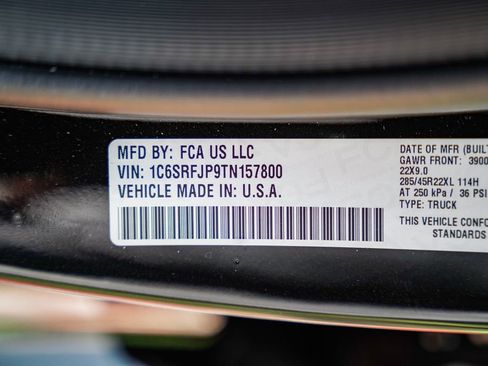 MFD BY: FCA US LLC
VIN: 1C6SRFJP9TN157800
VEHICLE MADE IN: U.S.A.
DATE OF MFR (BUILT
GAWR FRONT: 3900
22X9.0
285/45R22XL 114H
AT 250 kPa / 36 PSI
TYPE: TRUCK
THIS VEHICLE CONFO
STANDARDS